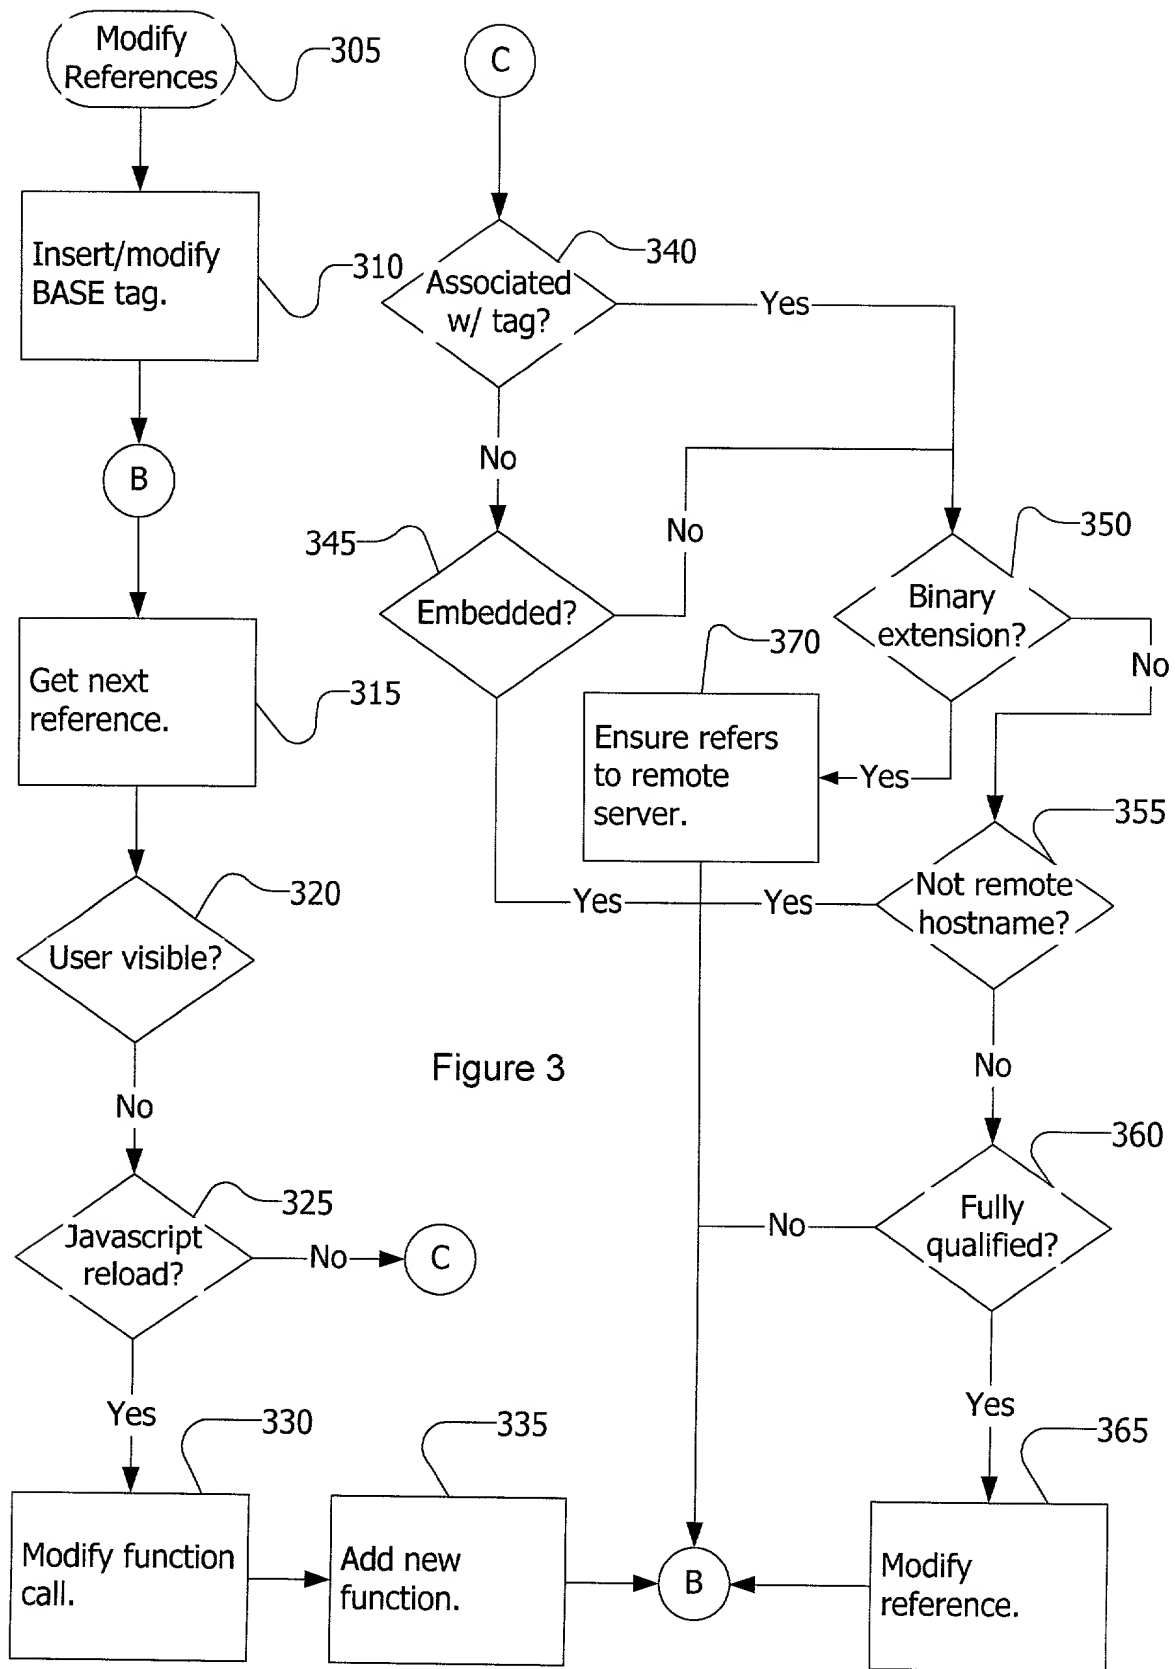 Modify
References
305
Insert/modify
BASE tag.
310
B
Get next
reference.
315
User visible?
320
No
Javascript
reload?
325
No
C
Yes
Modify function
call.
330
Add new
function.
335
B
C
Associated
w/ tag?
340
Yes
No
Embedded?
345
No
Yes
Binary
extension?
350
No
Yes
Ensure refers
to remote
server.
370
Not remote
hostname?
355
Yes
No
Fully
qualified?
360
No
Yes
Modify
reference.
365
Figure 3